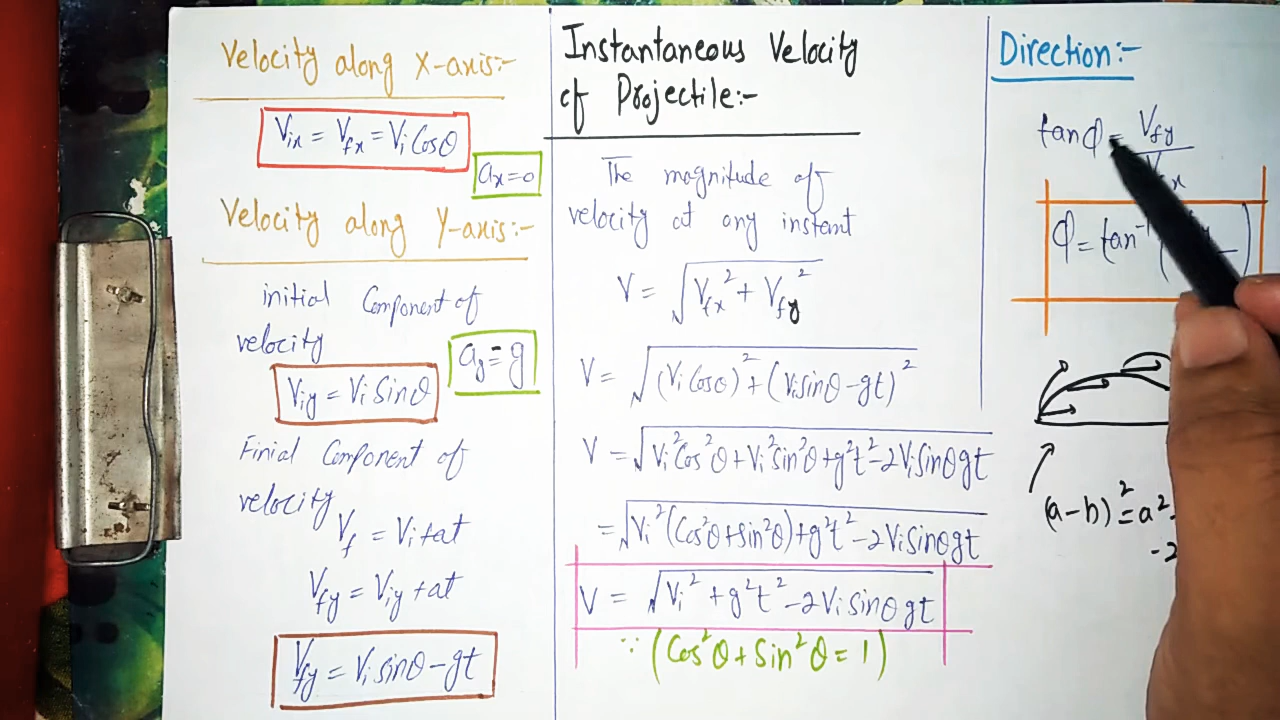 Velocity along X-axis:-
Vix = Vfx = Vi Cosθ
ax=0
Velocity along Y-axis:-
initial Component of
velocity
ay = g
Viy = Vi Sinθ
Finial Component of
velocity
Vf = Vi+at
Vfy = Viy + at
Vfy = Vi sinθ - gt
Instantaneous Velocity
of Projectile:-
The magnitude of
velocity at any instant
V = √(Vfx² + Vfy²)
V = √((Vi Cosθ)² + (Vi sinθ - gt)²)
V = √(Vi²Cos²θ + Vi²sin²θ + g²t² - 2Vi sinθgt)
= √(Vi²(Cos²θ + sin²θ) + g²t² - 2Vi sinθgt)
V = √(Vi² + g²t² - 2Vi sinθ gt)
∵ (Cos²θ + Sin²θ = 1)
Direction:-
tanΦ = Vfy
x
Φ = tan⁻¹ ( )
(a-b)² = a²
-2